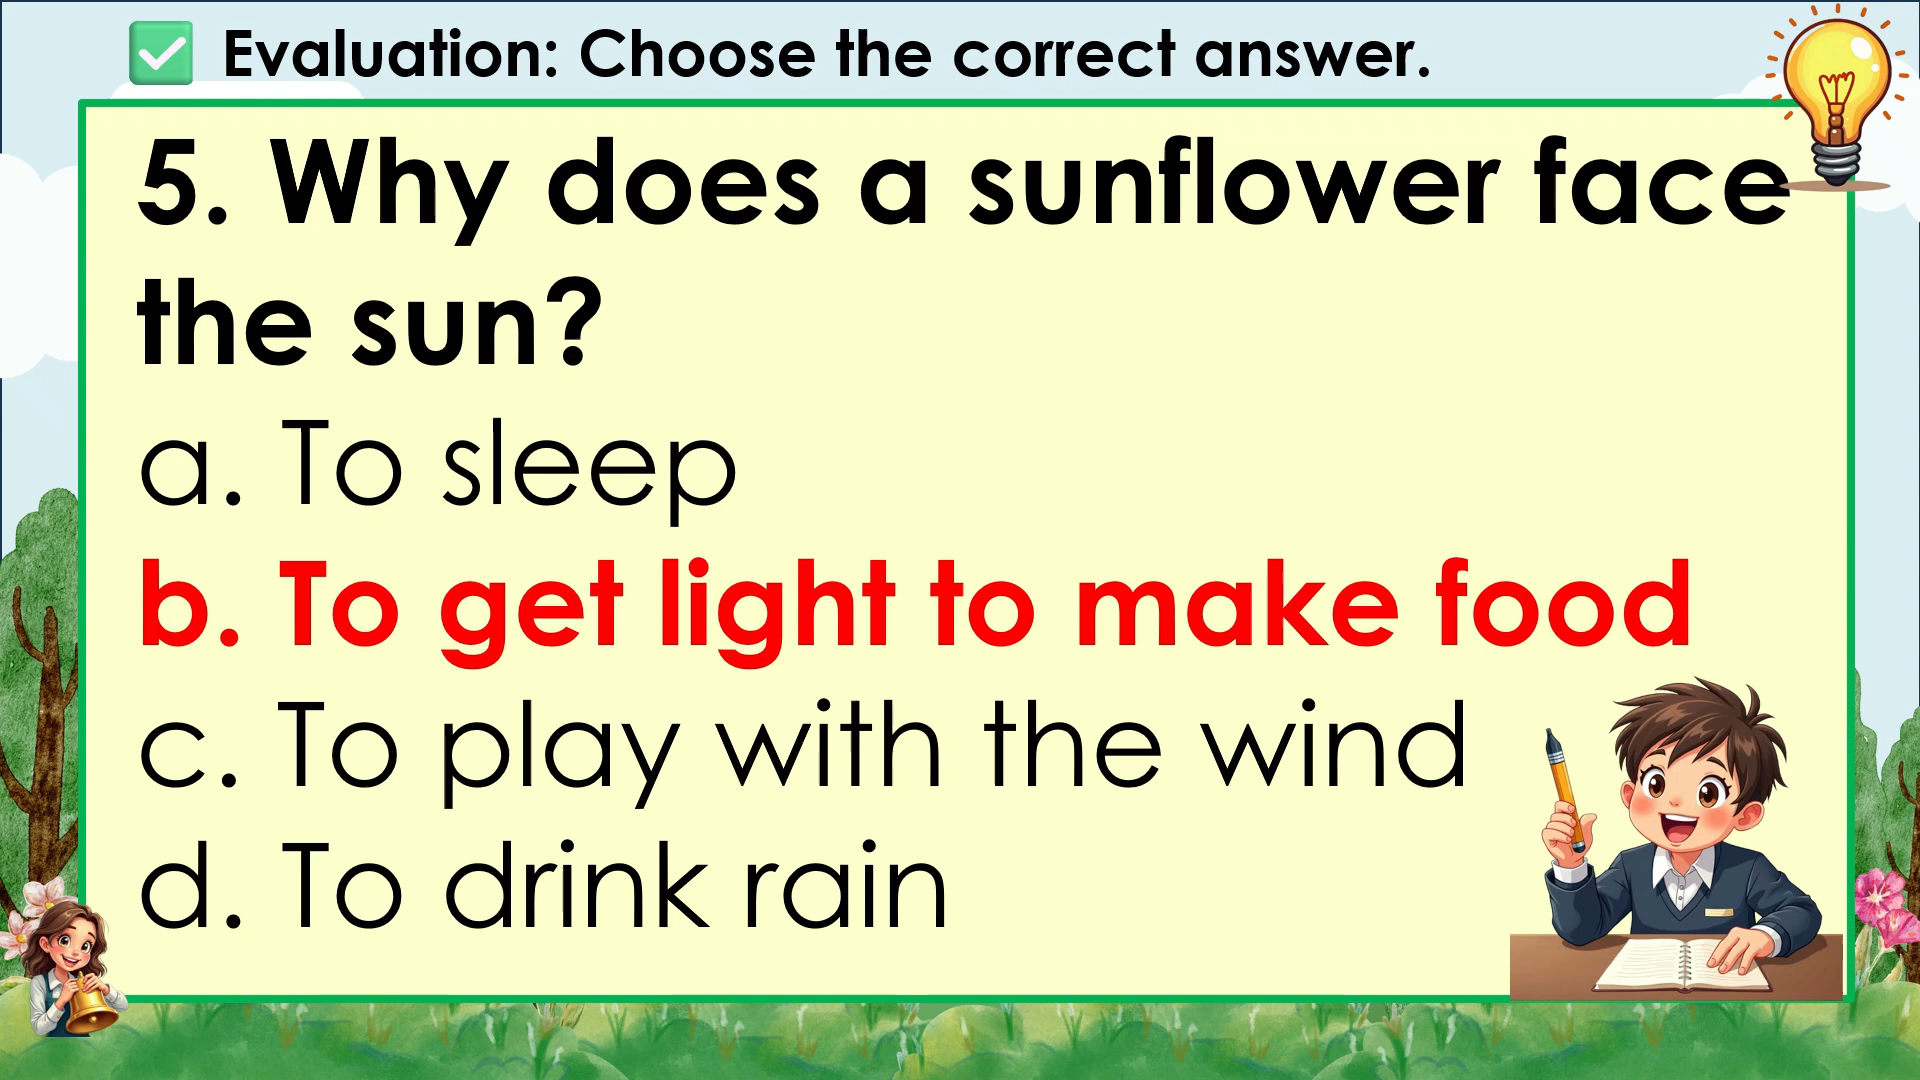 Evaluation: Choose the correct answer.
5. Why does a sunflower face
the sun?
a. To sleep
b. To get light to make food
c. To play with the wind
d. To drink rain